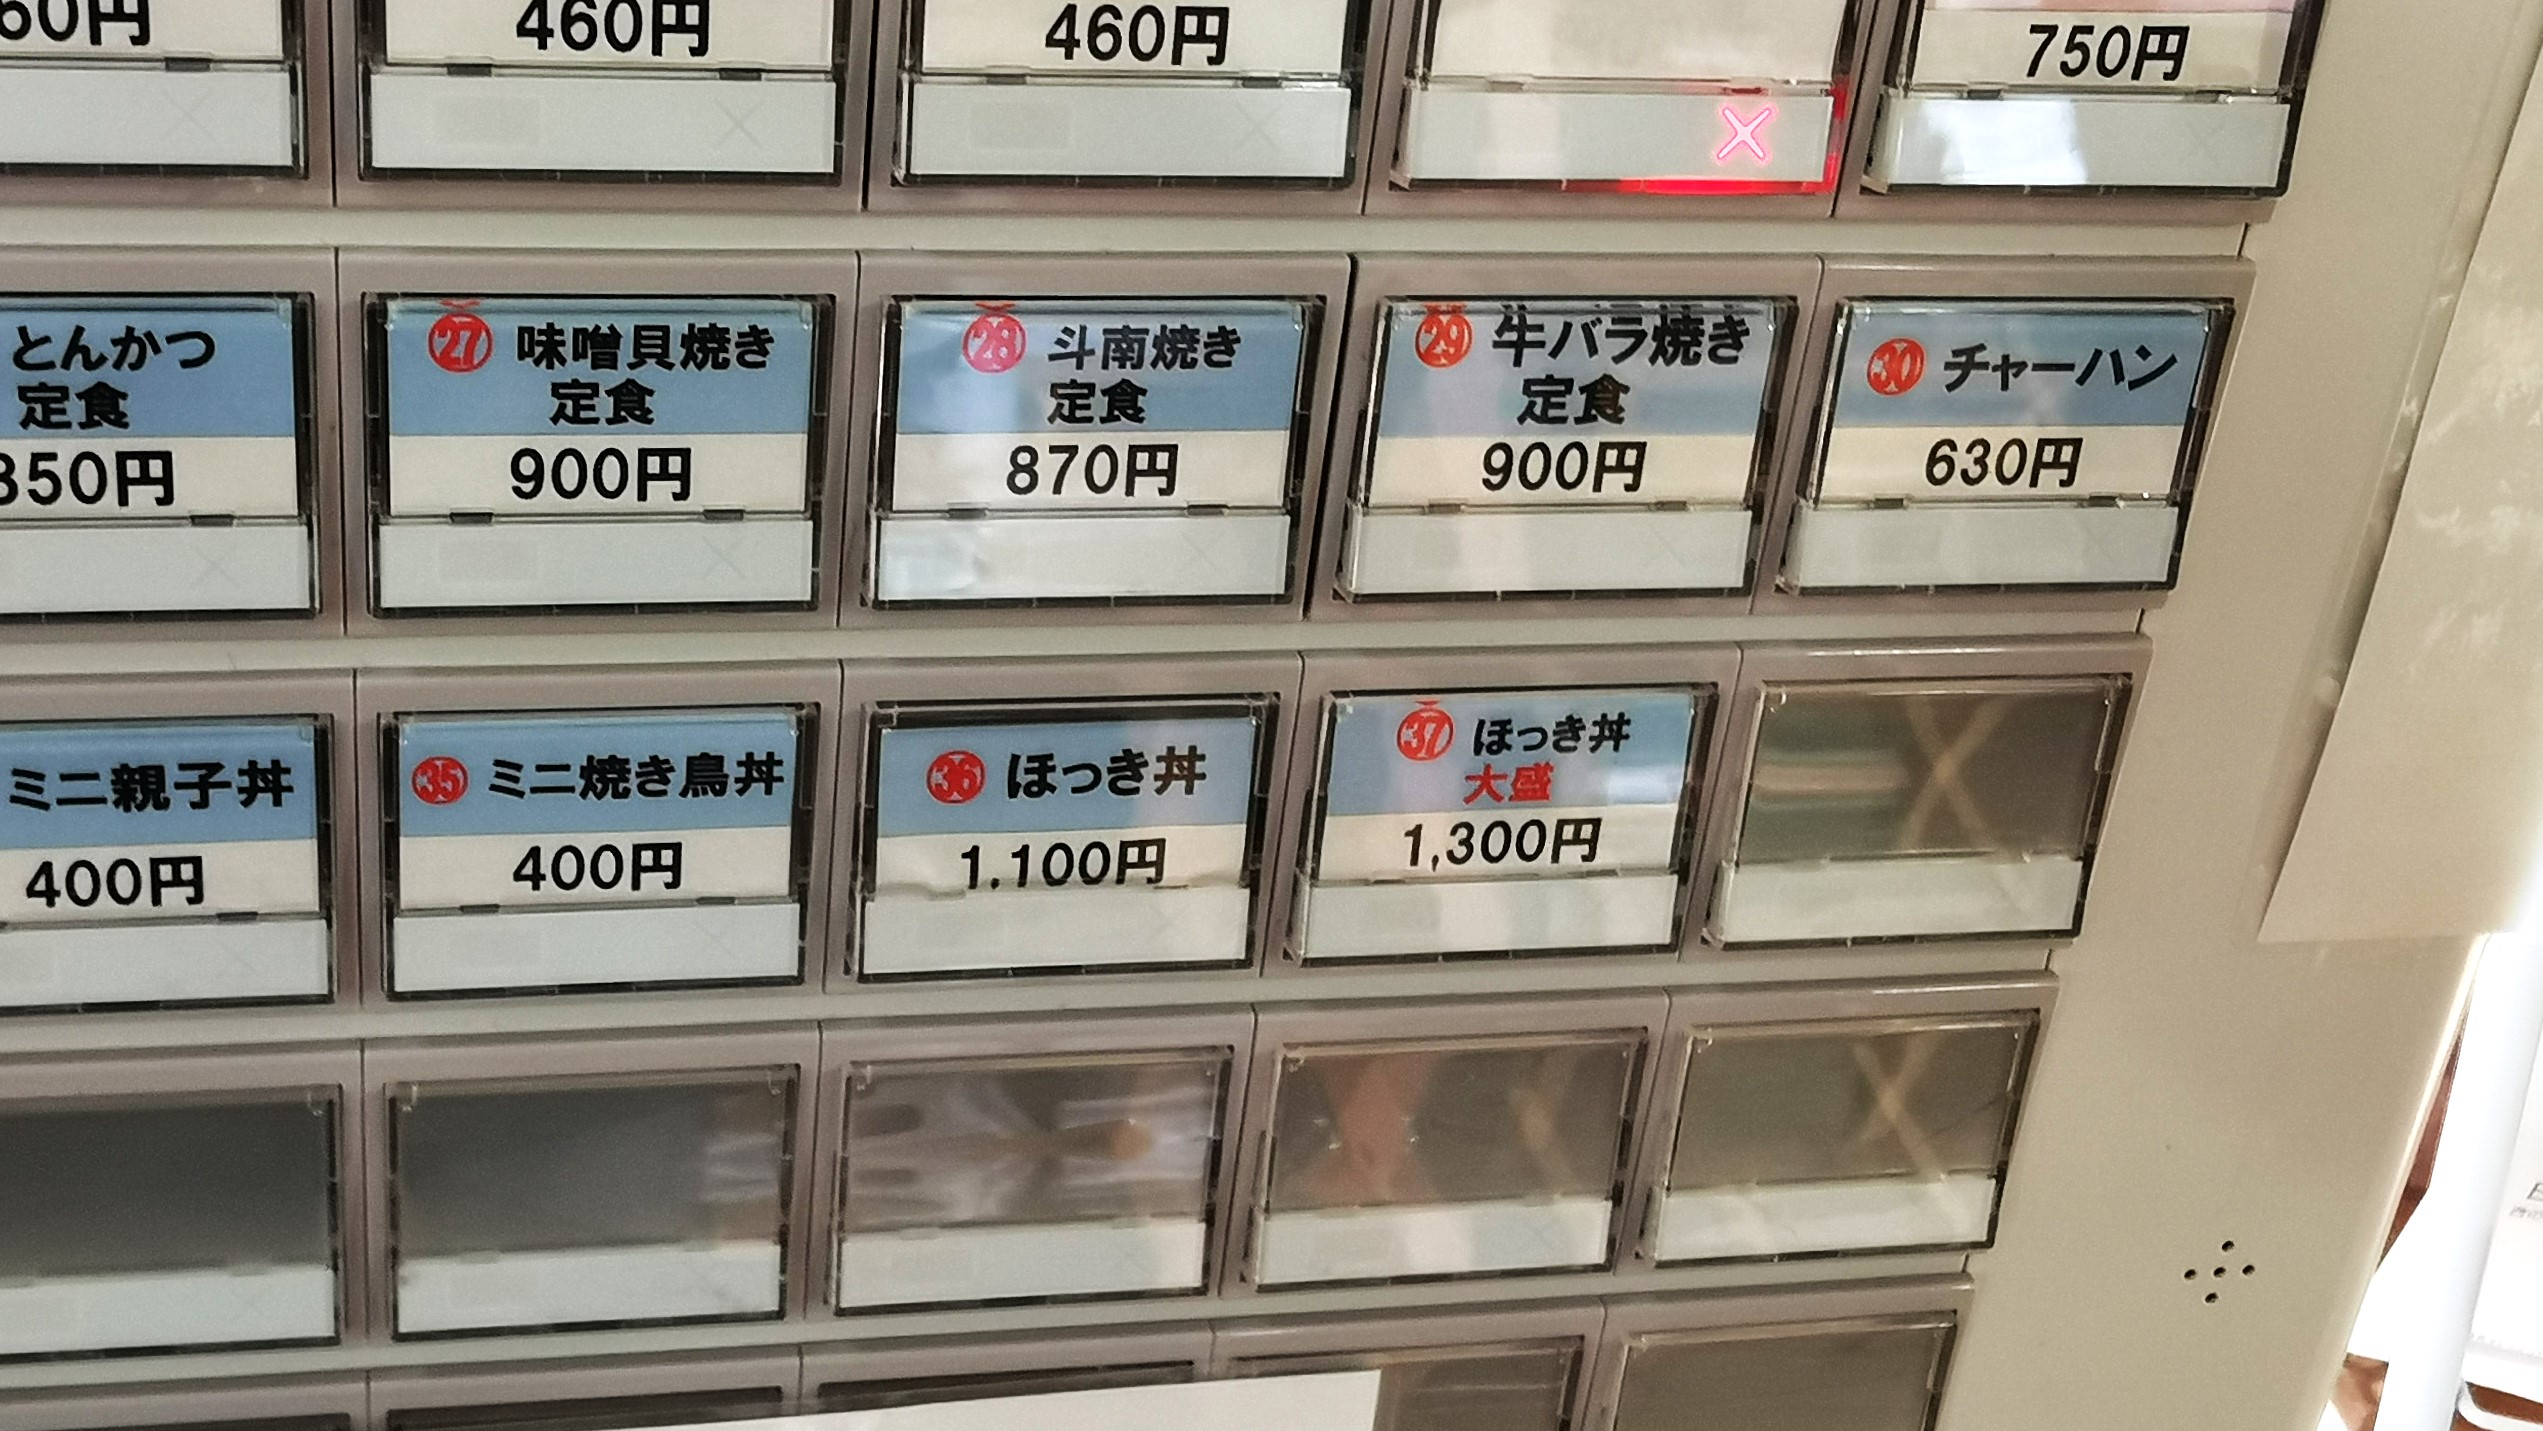 460円
460円
750円
とんかつ
定食
㉗ 味噌貝焼き
定食
900円
㉘ 斗南焼き
定食
870円
㉙ 牛バラ焼き
定食
900円
㉚ チャーハン
630円
ミニ親子丼
400円
㉟ ミニ焼き鳥丼
400円
㊱ ほっき丼
1,100円
㊲ ほっき丼
大盛
1,300円